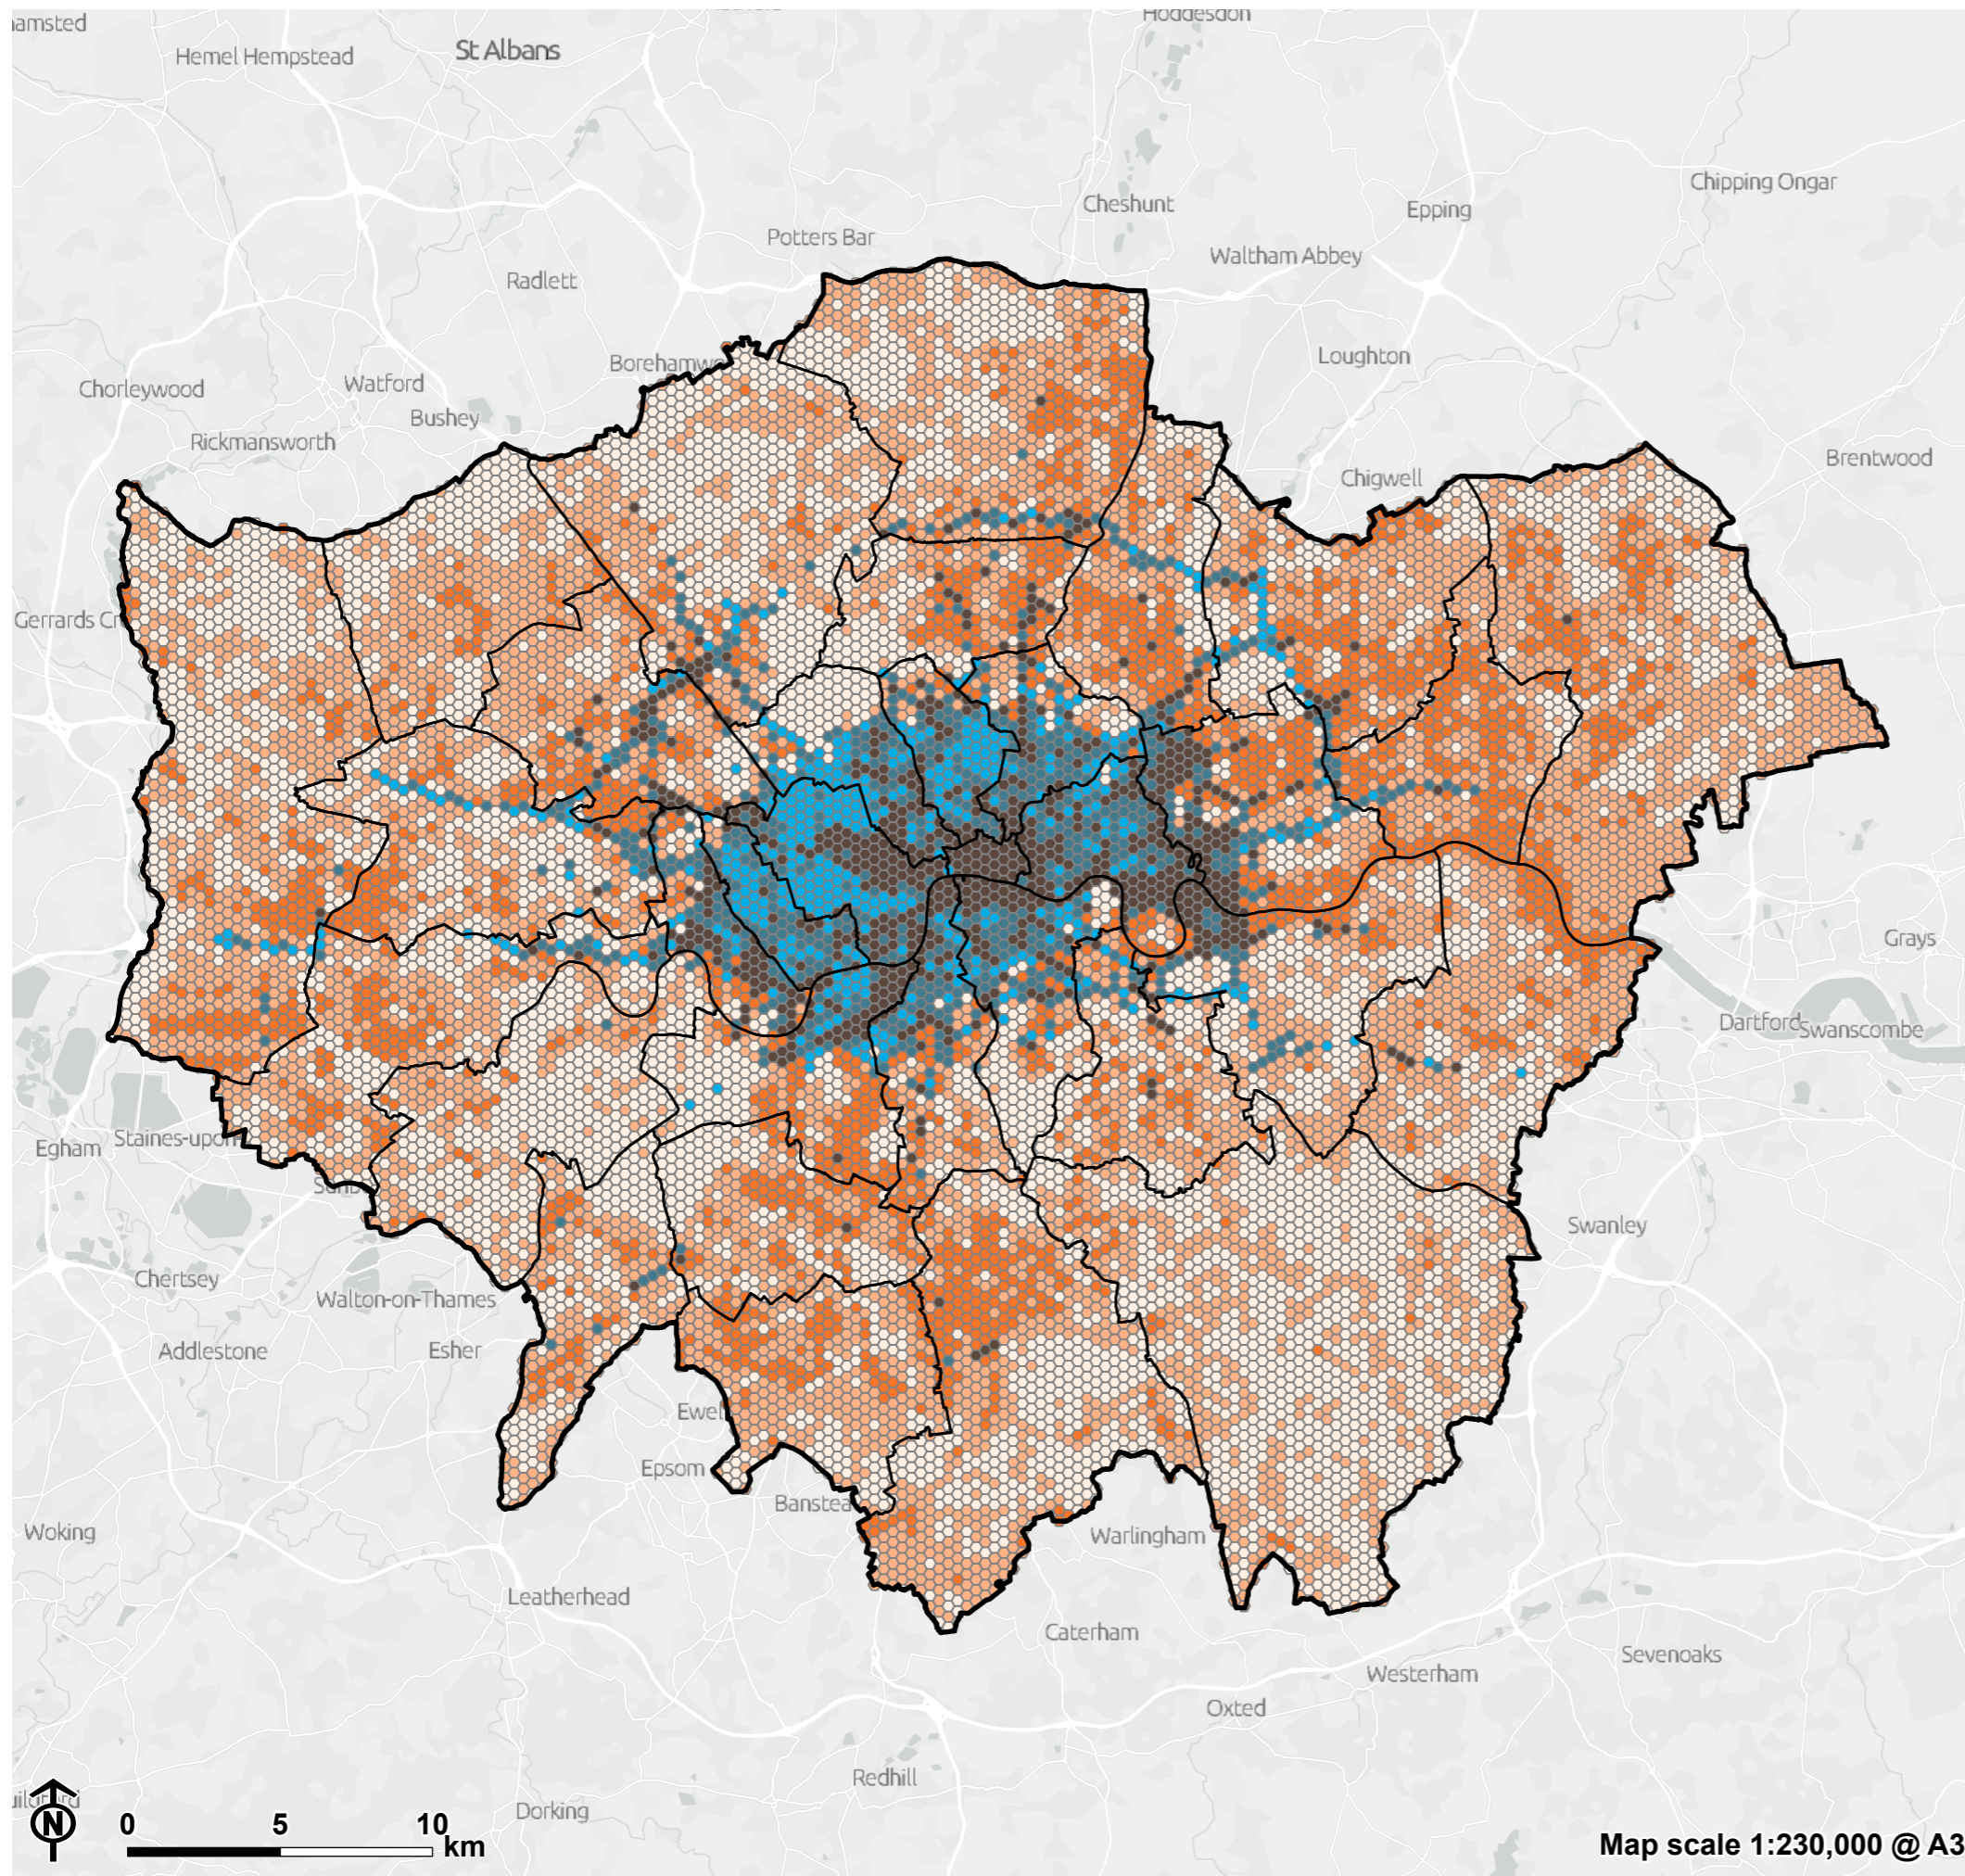 Hoddesdon
amsted
St Albans
Hemel Hempstead
Chipping Ongar
Cheshunt
Epping
Potters Bar
Waltham Abbey
Radlett
Loughton
Borehamwo
Watford
Chorleywood
Bushey
Rickmansworth
Brentwood
Chigwell
Gerrards Cr
Grays
Dartford
Swanscombe
Egham
Staines-upon
Sunb
Swanley
Chertsey
Walton-on-Thames
Addlestone
Esher
Ewel
Epsom
Banstea
Woking
Warlingham
Leatherhead
Caterham
Sevenoaks
Westerham
Oxted
Redhill
uildford
Dorking
N
0 5 10
km
Map scale 1:230,000 @ A3